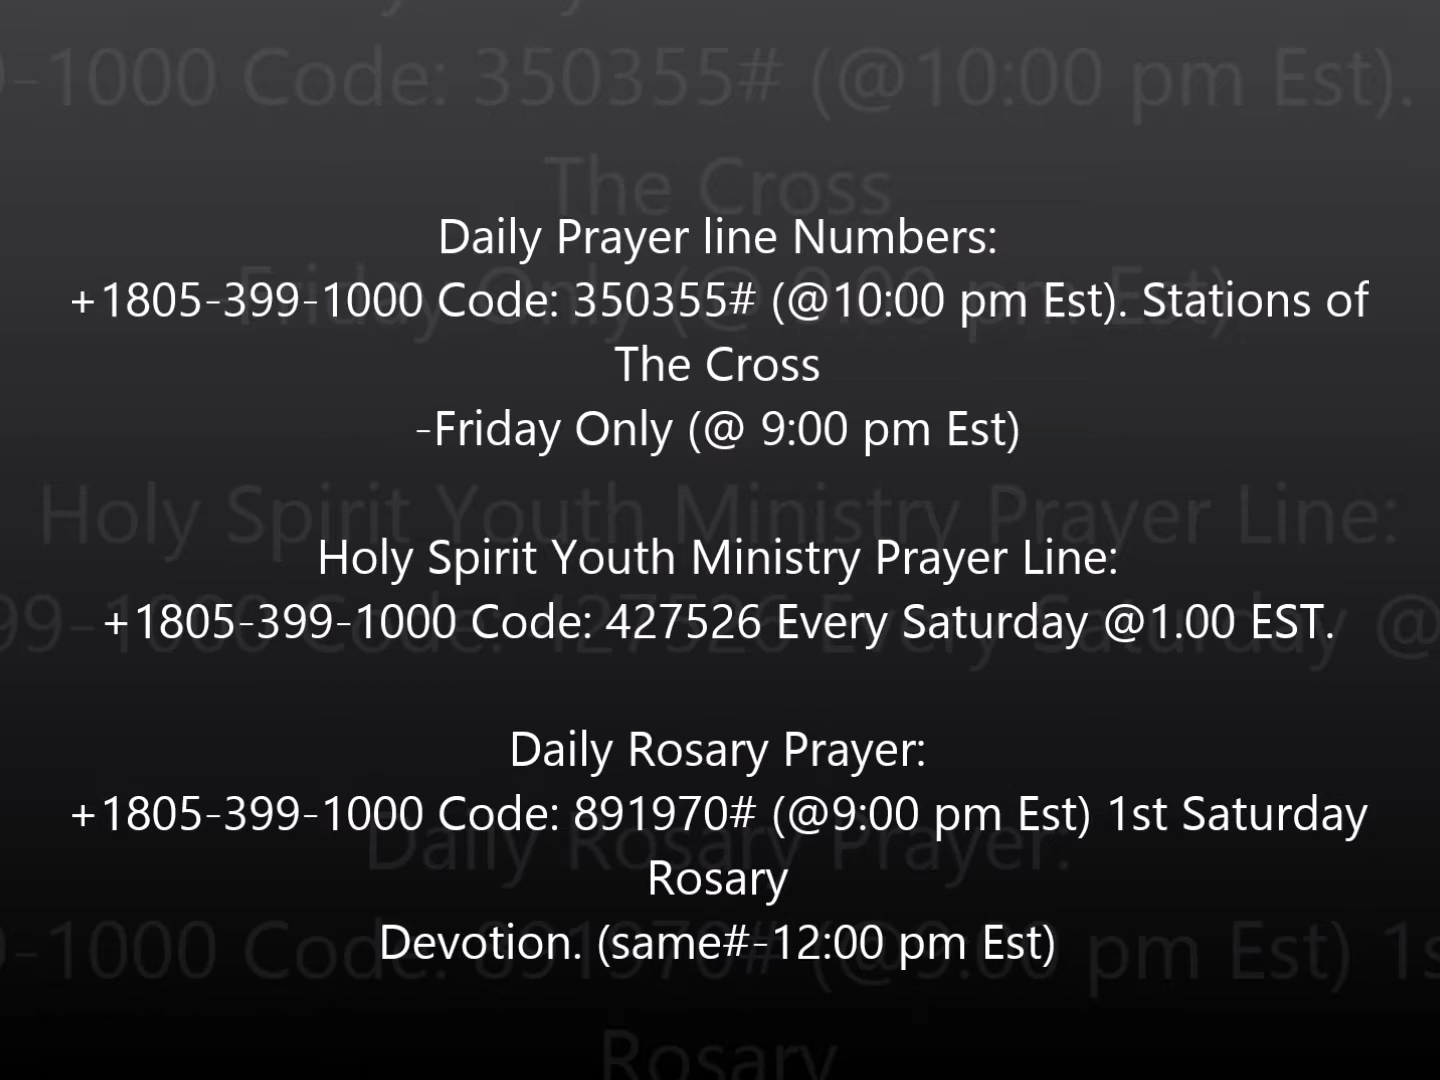 Daily Prayer line Numbers:
+1805-399-1000 Code: 350355# (@10:00 pm Est). Stations of
The Cross
-Friday Only (@ 9:00 pm Est)
Holy Spirit Youth Ministry Prayer Line:
+1805-399-1000 Code: 427526 Every Saturday @1.00 EST.
Daily Rosary Prayer:
+1805-399-1000 Code: 891970# (@9:00 pm Est) 1st Saturday
Rosary
Devotion. (same#-12:00 pm Est)